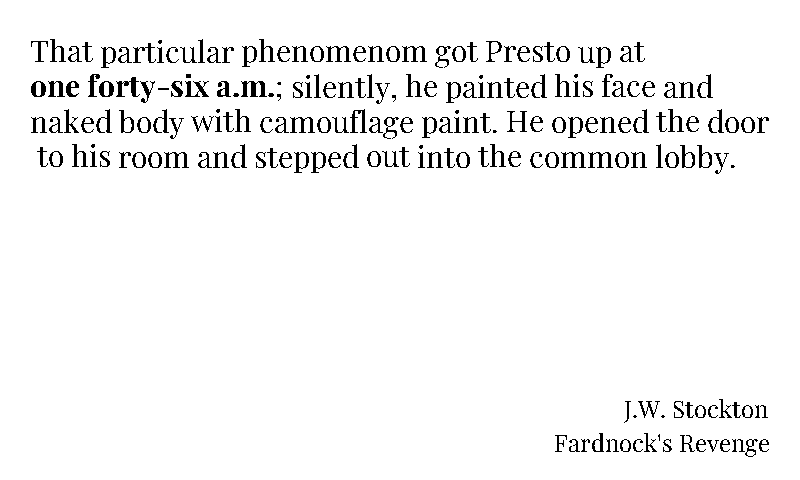 That particular phenomenom got Presto up at
one forty-six a.m.; silently, he painted his face and
naked body with camouflage paint. He opened the door
to his room and stepped out into the common lobby.
J.W. Stockton
Fardnock's Revenge